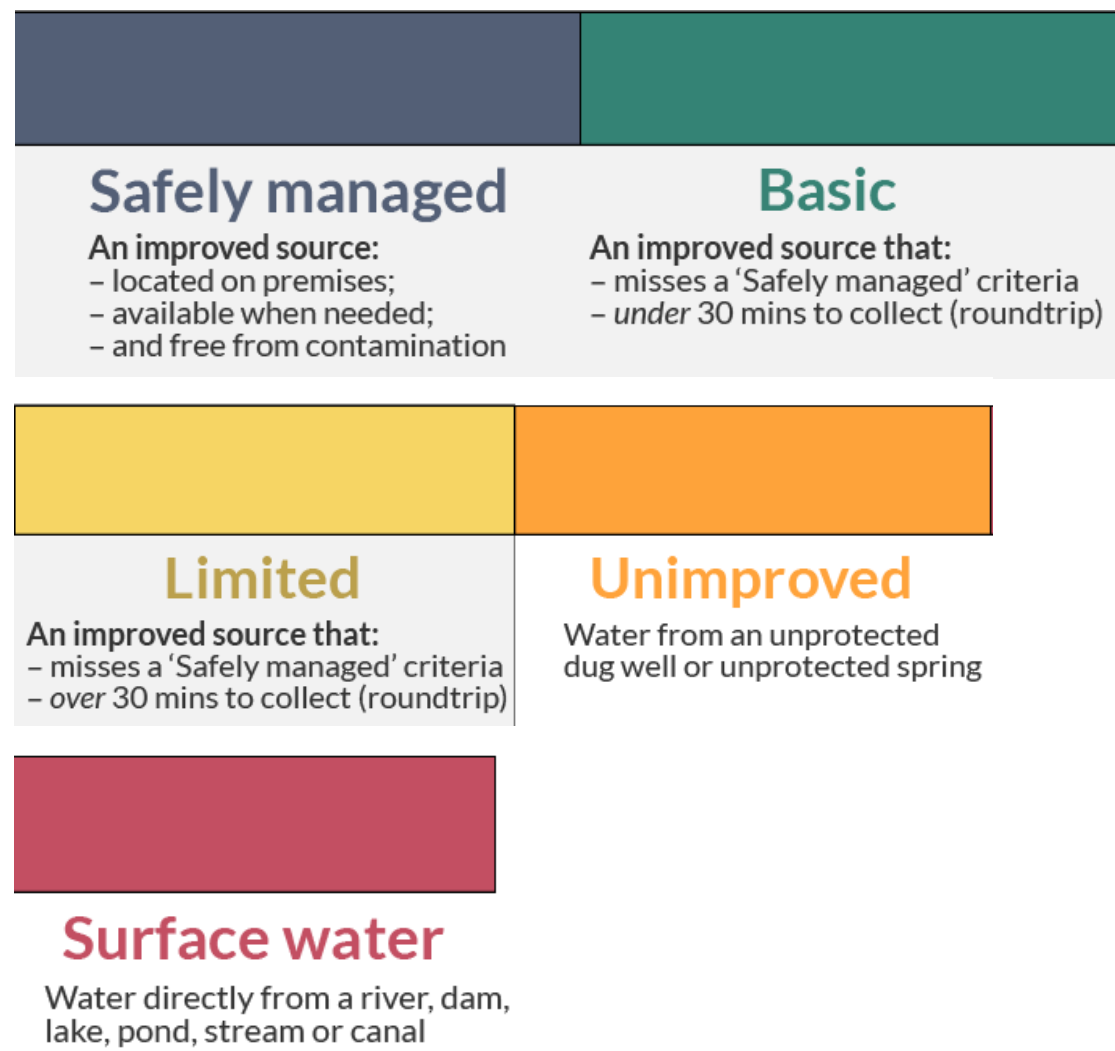 Safely managed
An improved source:
– located on premises;
– available when needed;
– and free from contamination
Basic
An improved source that:
– misses a ‘Safely managed’ criteria
– under 30 mins to collect (roundtrip)
Limited
An improved source that:
– misses a ‘Safely managed’ criteria
– over 30 mins to collect (roundtrip)
Unimproved
Water from an unprotected
dug well or unprotected spring
Surface water
Water directly from a river, dam,
lake, pond, stream or canal